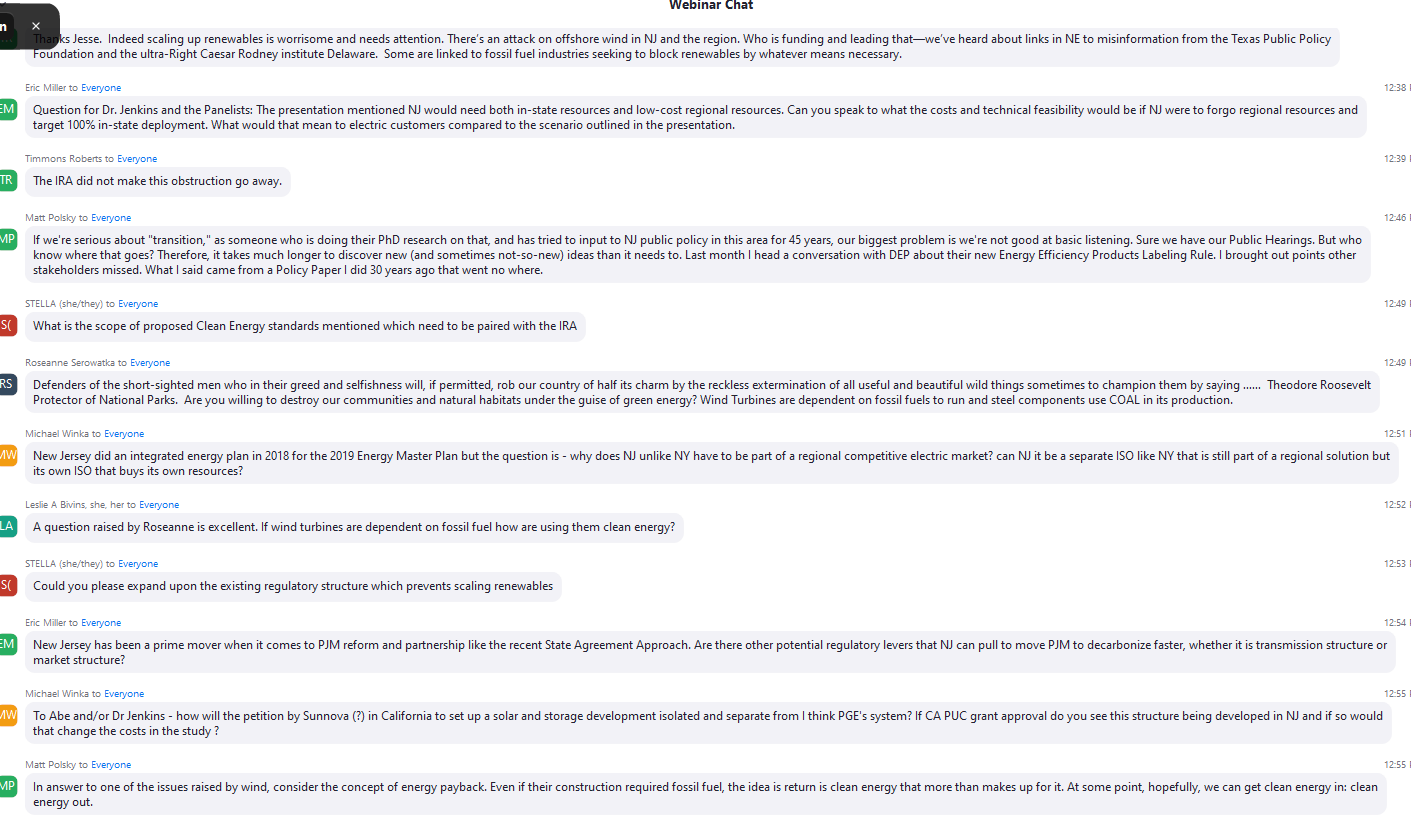 Webinar Chat
n
×
Thanks Jesse.  Indeed scaling up renewables is worrisome and needs attention. There's an attack on offshore wind in NJ and the region. Who is funding and leading that—we've heard about links in NE to misinformation from the Texas Public Policy
Foundation and the ultra-Right Caesar Rodney institute Delaware.  Some are linked to fossil fuel industries seeking to block renewables by whatever means necessary.
Eric Miller to Everyone
12:38
EM
Question for Dr. Jenkins and the Panelists: The presentation mentioned NJ would need both in-state resources and low-cost regional resources. Can you speak to what the costs and technical feasibility would be if NJ were to forgo regional resources and
target 100% in-state deployment. What would that mean to electric customers compared to the scenario outlined in the presentation.
Timmons Roberts to Everyone
12:39
TR
The IRA did not make this obstruction go away.
Matt Polsky to Everyone
12:46
MP
If we're serious about "transition," as someone who is doing their PhD research on that, and has tried to input to NJ public policy in this area for 45 years, our biggest problem is we're not good at basic listening. Sure we have our Public Hearings. But who
know where that goes? Therefore, it takes much longer to discover new (and sometimes not-so-new) ideas than it needs to. Last month I head a conversation with DEP about their new Energy Efficiency Products Labeling Rule. I brought out points other
stakeholders missed. What I said came from a Policy Paper I did 30 years ago that went no where.
STELLA (she/they) to Everyone
12:49
S(
What is the scope of proposed Clean Energy standards mentioned which need to be paired with the IRA
Roseanne Serowatka to Everyone
12:49
RS
Defenders of the short-sighted men who in their greed and selfishness will, if permitted, rob our country of half its charm by the reckless extermination of all useful and beautiful wild things sometimes to champion them by saying ......  Theodore Roosevelt
Protector of National Parks.  Are you willing to destroy our communities and natural habitats under the guise of green energy? Wind Turbines are dependent on fossil fuels to run and steel components use COAL in its production.
Michael Winka to Everyone
12:51
MW
New Jersey did an integrated energy plan in 2018 for the 2019 Energy Master Plan but the question is - why does NJ unlike NY have to be part of a regional competitive electric market? can NJ it be a separate ISO like NY that is still part of a regional solution but
its own ISO that buys its own resources?
Leslie A Bivins, she, her to Everyone
12:52
LA
A question raised by Roseanne is excellent. If wind turbines are dependent on fossil fuel how are using them clean energy?
STELLA (she/they) to Everyone
12:53
S(
Could you please expand upon the existing regulatory structure which prevents scaling renewables
Eric Miller to Everyone
12:54
EM
New Jersey has been a prime mover when it comes to PJM reform and partnership like the recent State Agreement Approach. Are there other potential regulatory levers that NJ can pull to move PJM to decarbonize faster, whether it is transmission structure or
market structure?
Michael Winka to Everyone
12:55
MW
To Abe and/or Dr Jenkins - how will the petition by Sunnova (?) in California to set up a solar and storage development isolated and separate from I think PGE's system? If CA PUC grant approval do you see this structure being developed in NJ and if so would
that change the costs in the study ?
Matt Polsky to Everyone
12:55
MP
In answer to one of the issues raised by wind, consider the concept of energy payback. Even if their construction required fossil fuel, the idea is return is clean energy that more than makes up for it. At some point, hopefully, we can get clean energy in: clean
energy out.